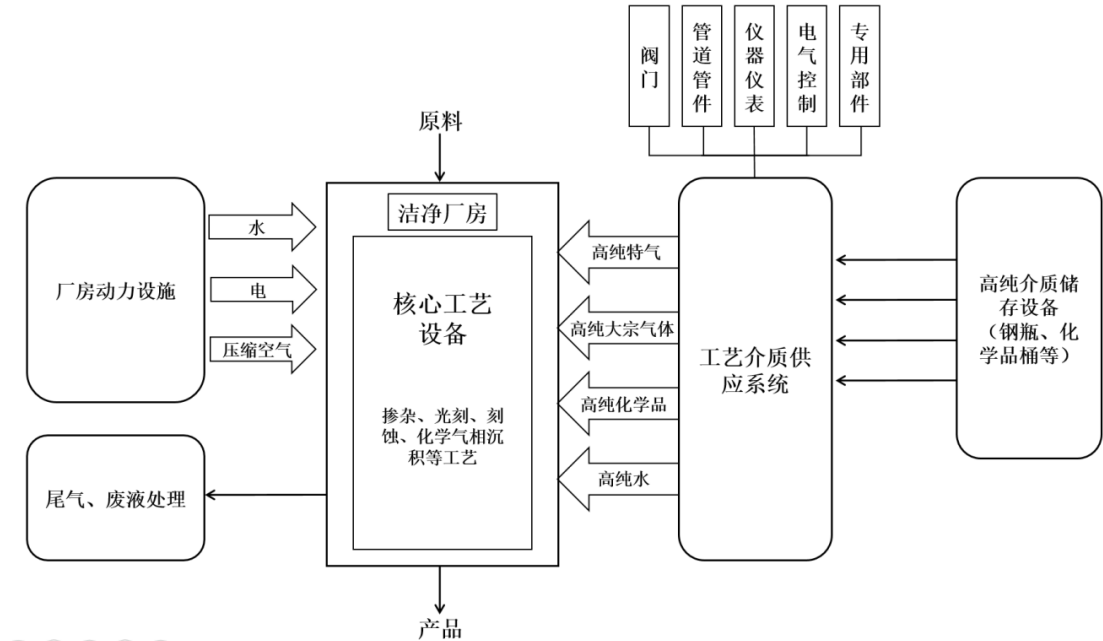 阀门
管道管件
仪器仪表
电气控制
专用部件
原料
洁净厂房
厂房动力设施
水
电
压缩空气
核心工艺
设备
掺杂、光刻、刻
蚀、化学气相沉
积等工艺
高纯特气
高纯大宗气体
高纯化学品
高纯水
工艺介质供
应系统
高纯介质储
存设备
（钢瓶、化
学品桶等）
尾气、废液处理
产品